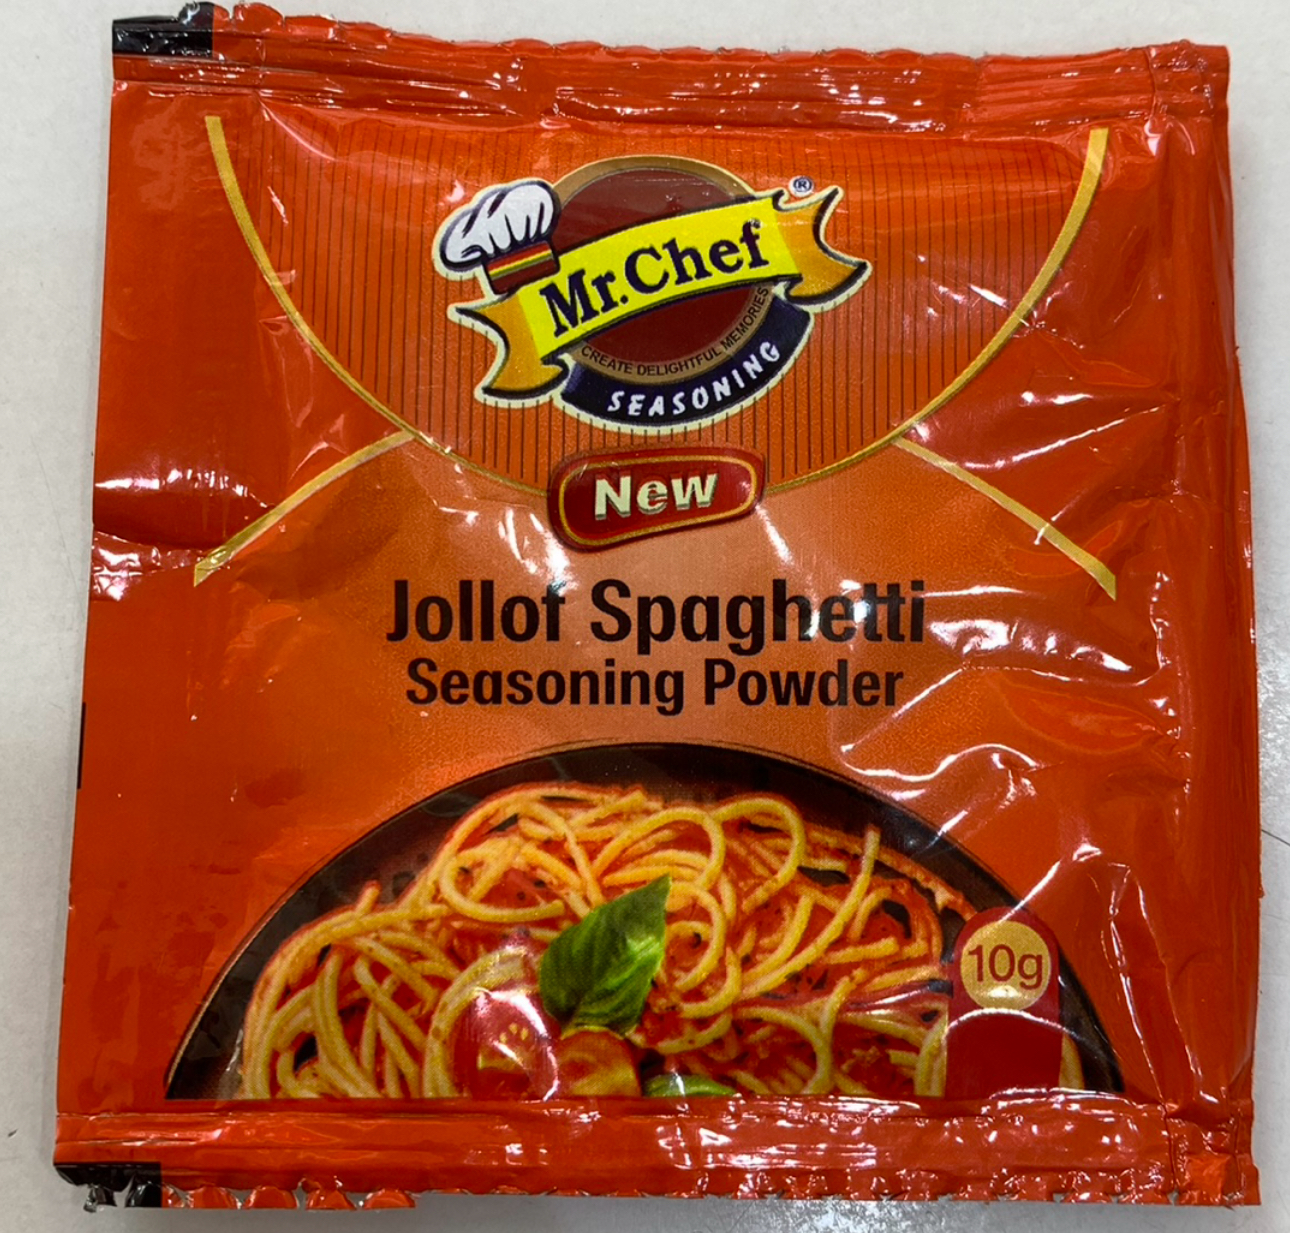 ®
Mr. Chef
CREATE DELIGHTFUL MEMORIES
SEASONING
New
Jollof Spaghetti
Seasoning Powder
10g